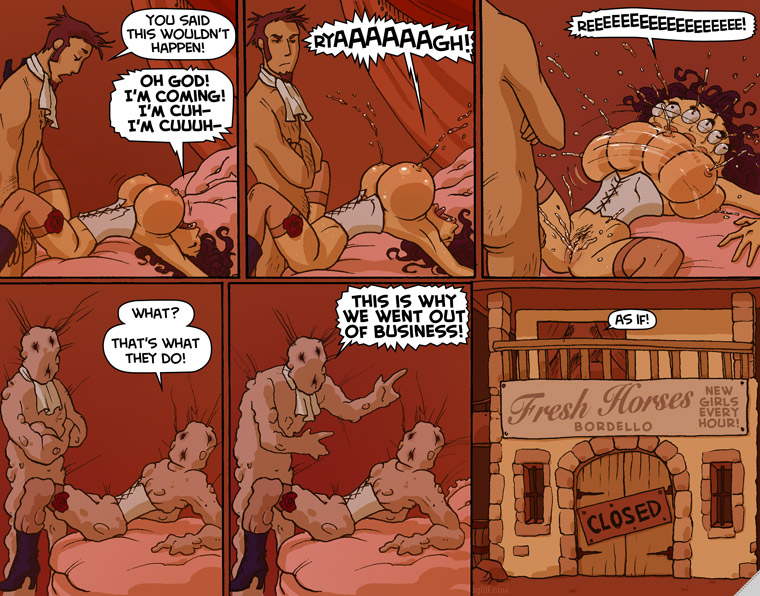 YOU SAID
THIS WOULDN'T
HAPPEN!
OH GOD!
I'M COMING!
I'M CUH-
I'M CUUUH-
RYAAAAAAGH!
REEEEEEEEEEEEEEEEEEE!
WHAT?
THAT'S WHAT
THEY DO!
THIS IS WHY
WE WENT OUT
OF BUSINESS!
AS IF!
Fresh Horses
BORDELLO
NEW
GIRLS
EVERY
HOUR!
CLOSED